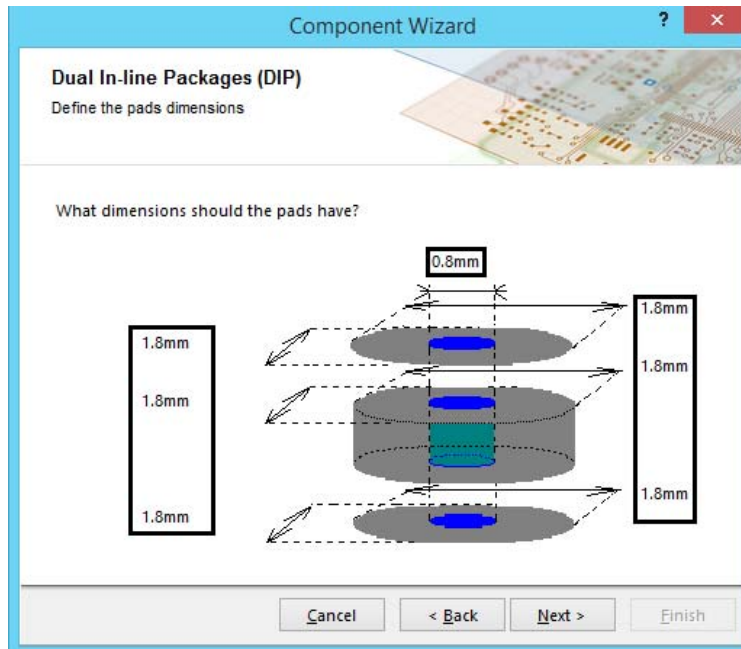 Component Wizard
?
×
Dual In-line Packages (DIP)
Define the pads dimensions
What dimensions should the pads have?
0.8mm
1.8mm
1.8mm
1.8mm
1.8mm
1.8mm
1.8mm
Cancel
< Back
Next >
Finish